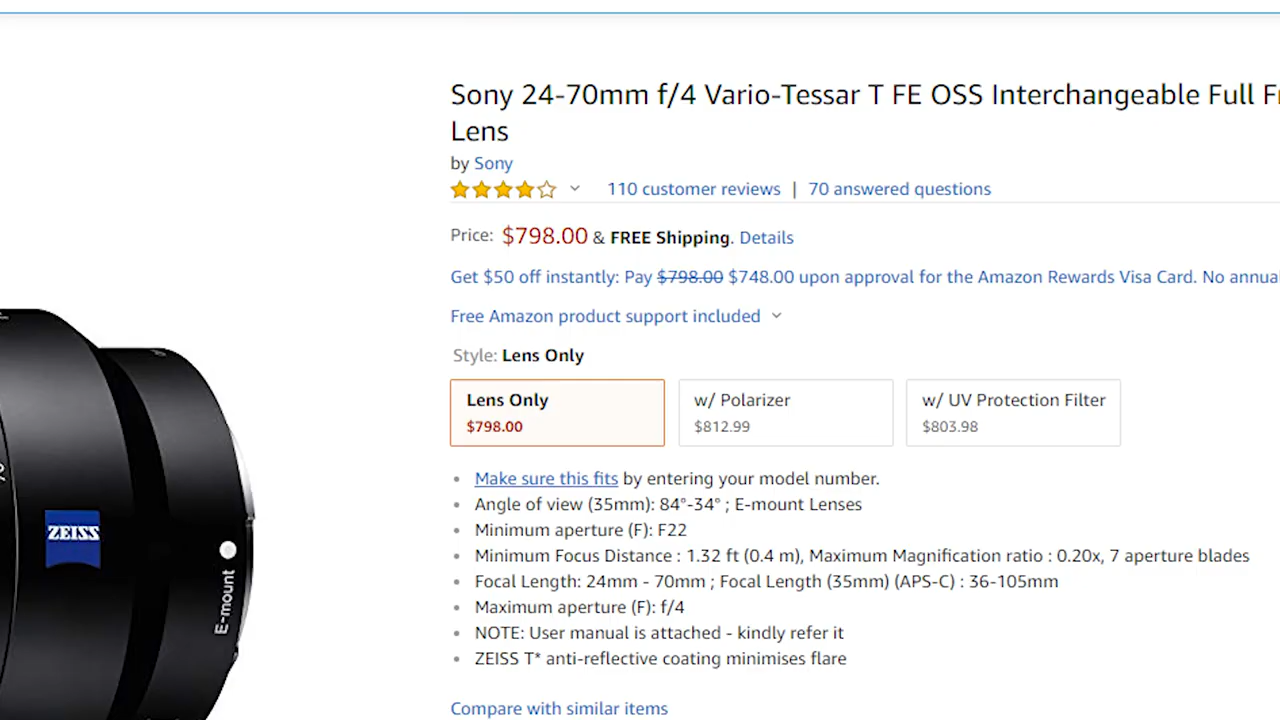 Sony 24-70mm f/4 Vario-Tessar T FE OSS Interchangeable Full
Lens
by Sony
110 customer reviews | 70 answered questions
Price: $798.00 & FREE Shipping. Details
Get $50 off instantly: Pay $798.00 $748.00 upon approval for the Amazon Rewards Visa Card. No
Free Amazon product support included
Style: Lens Only
Lens Only w/ Polarizer w/ UV Protection Filter
$798.00 $812.99 $803.98
Make sure this fits by entering your model number.
Angle of view (35mm): 84°-34° ; E-mount Lenses
Minimum aperture (F): F22
Minimum Focus Distance : 1.32 ft (0.4 m), Maximum Magnification ratio : 0.20x, 7 aperture blades
Focal Length: 24mm - 70mm ; Focal Length (35mm) (APS-C) : 36-105mm
Maximum aperture (F): f/4
NOTE: User manual is attached - kindly refer it
ZEISS T* anti-reflective coating minimises flare
Compare with similar items
ZEISS
E-mount